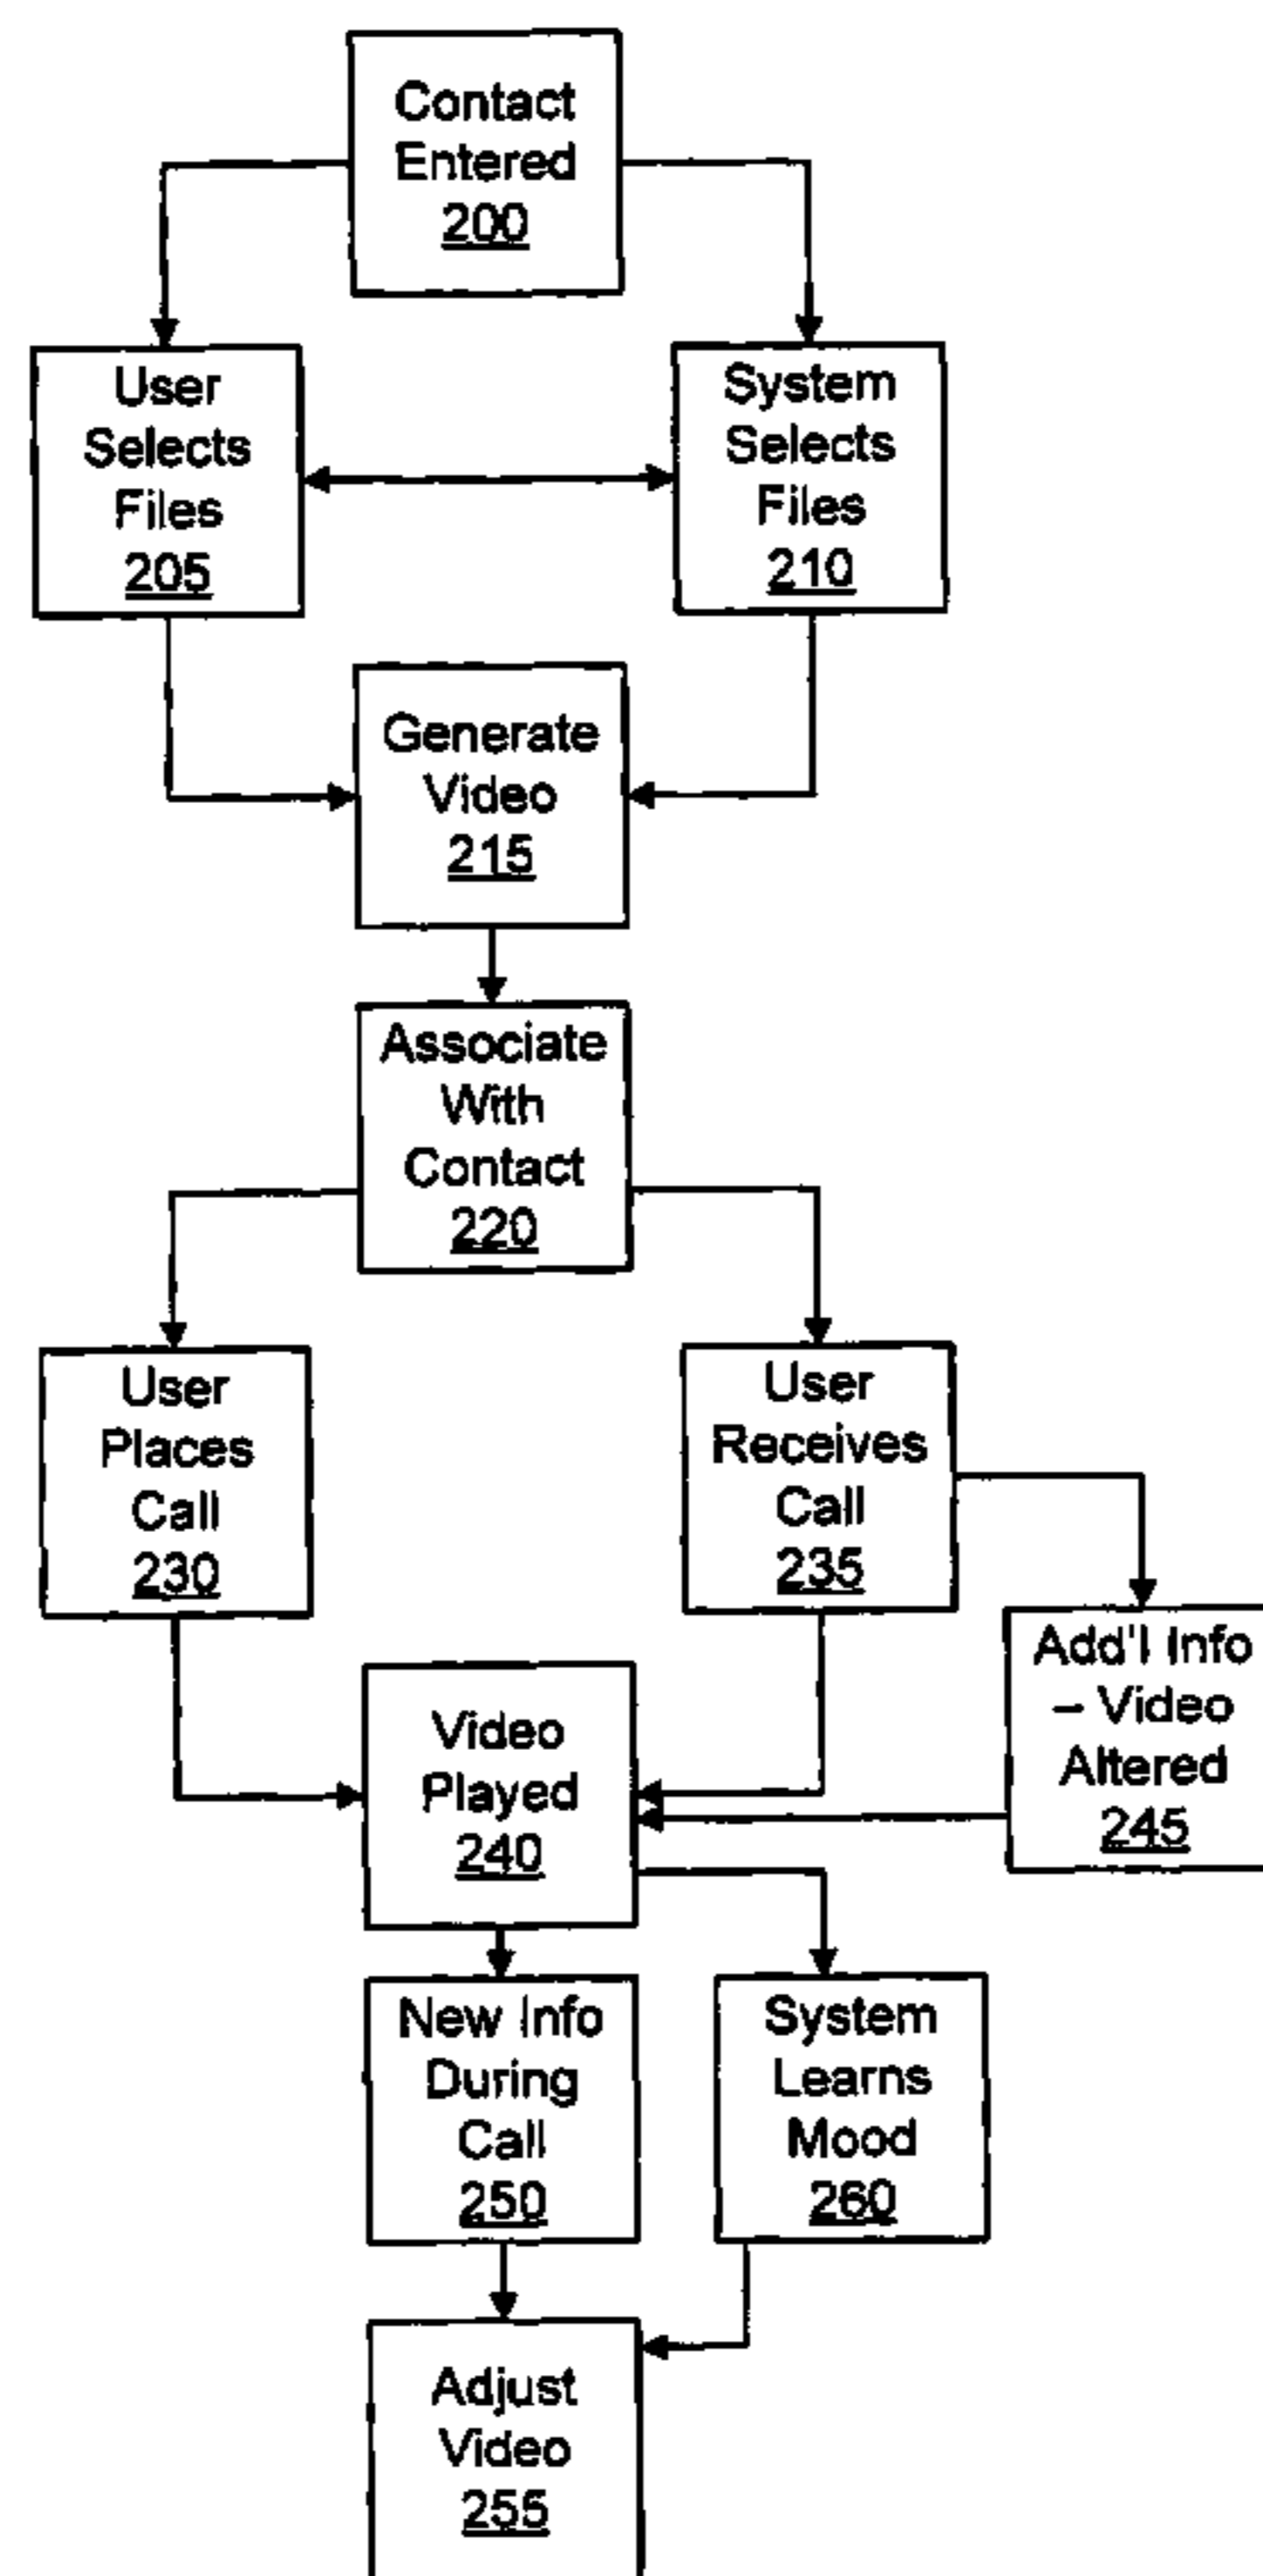 Contact
Entered
200
User
Selects
Files
205
System
Selects
Files
210
Generate
Video
215
Associate
With
Contact
220
User
Places
Call
230
User
Receives
Call
235
Add'l Info
– Video
Altered
245
Video
Played
240
New Info
During
Call
250
System
Learns
Mood
260
Adjust
Video
255